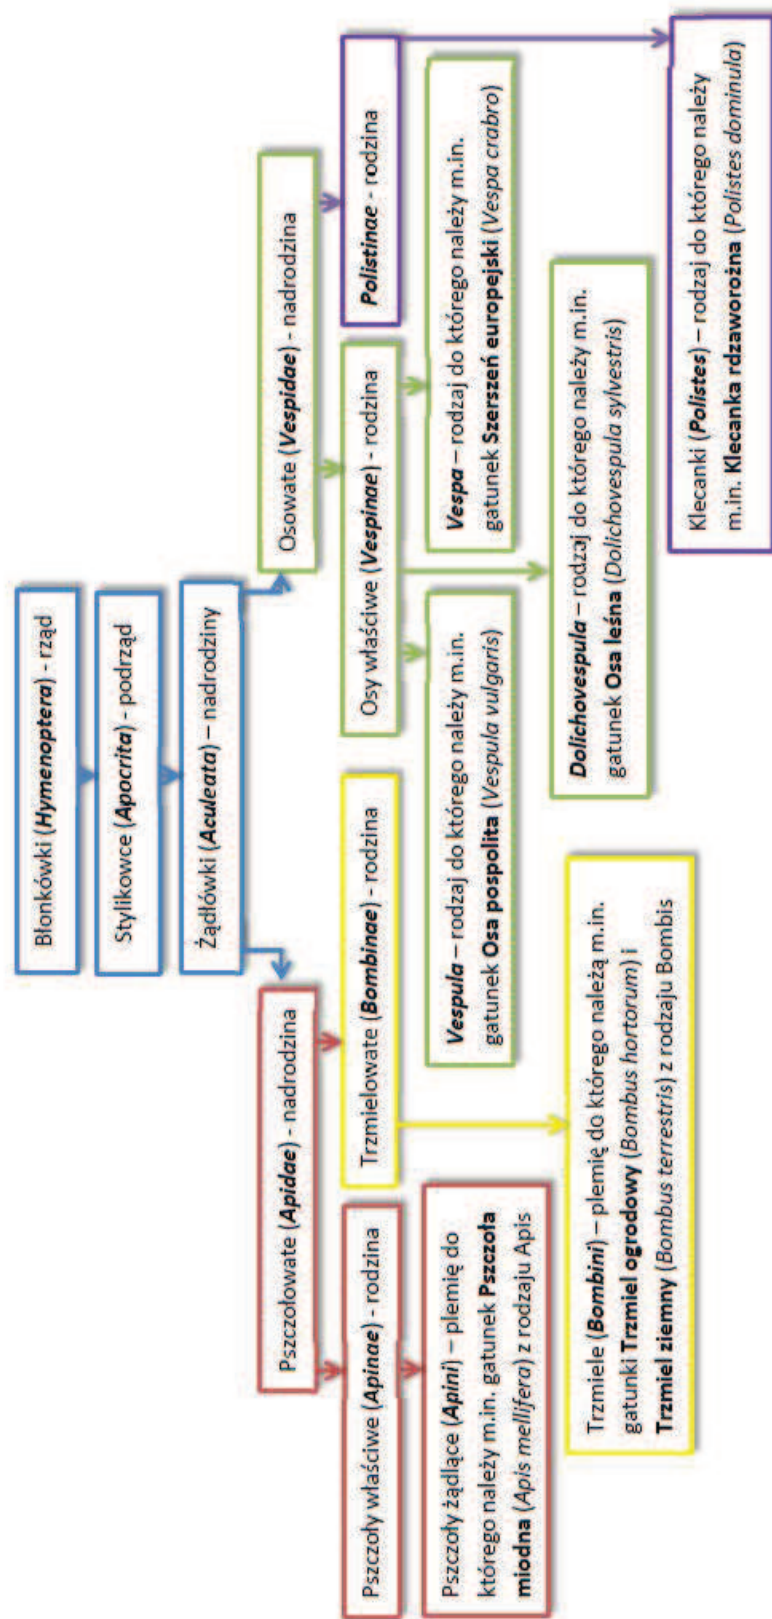 Błonkówki (Hymenoptera) - rząd
Stylikowce (Apocrita) - podrząd
Żądłówki (Aculeata) – nadrodziny
Pszczołowate (Apidae) - nadrodzina
Osowate (Vespidae) - nadrodzina
Pszczoły właściwe (Apinae) - rodzina
Trzmielowate (Bombinae) - rodzina
Osy właściwe (Vespinae) – rodzina
Polistinae - rodzina
Pszczoły żądlące (Apini) – plemię do
którego należy m.in. gatunek Pszczoła
miodna (Apis mellifera) z rodzaju Apis
Vespula – rodzaj do którego należy m.in.
gatunek Osa pospolita (Vespula vulgaris)
Vespa – rodzaj do którego należy m.in.
gatunek Szerszeń europejski (Vespa crabro)
Trzmiele (Bombini) – plemię do którego należą m.in.
gatunki Trzmiel ogrodowy (Bombus hortorum) i
Trzmiel ziemny (Bombus terrestris) z rodzaju Bombis
Dolichovespula – rodzaj do którego należy m.in.
gatunek Osa leśna (Dolichovespula sylvestris)
Klecanki (Polistes) – rodzaj do którego należy
m.in. Klecanka rdzaworożna (Polistes dominula)